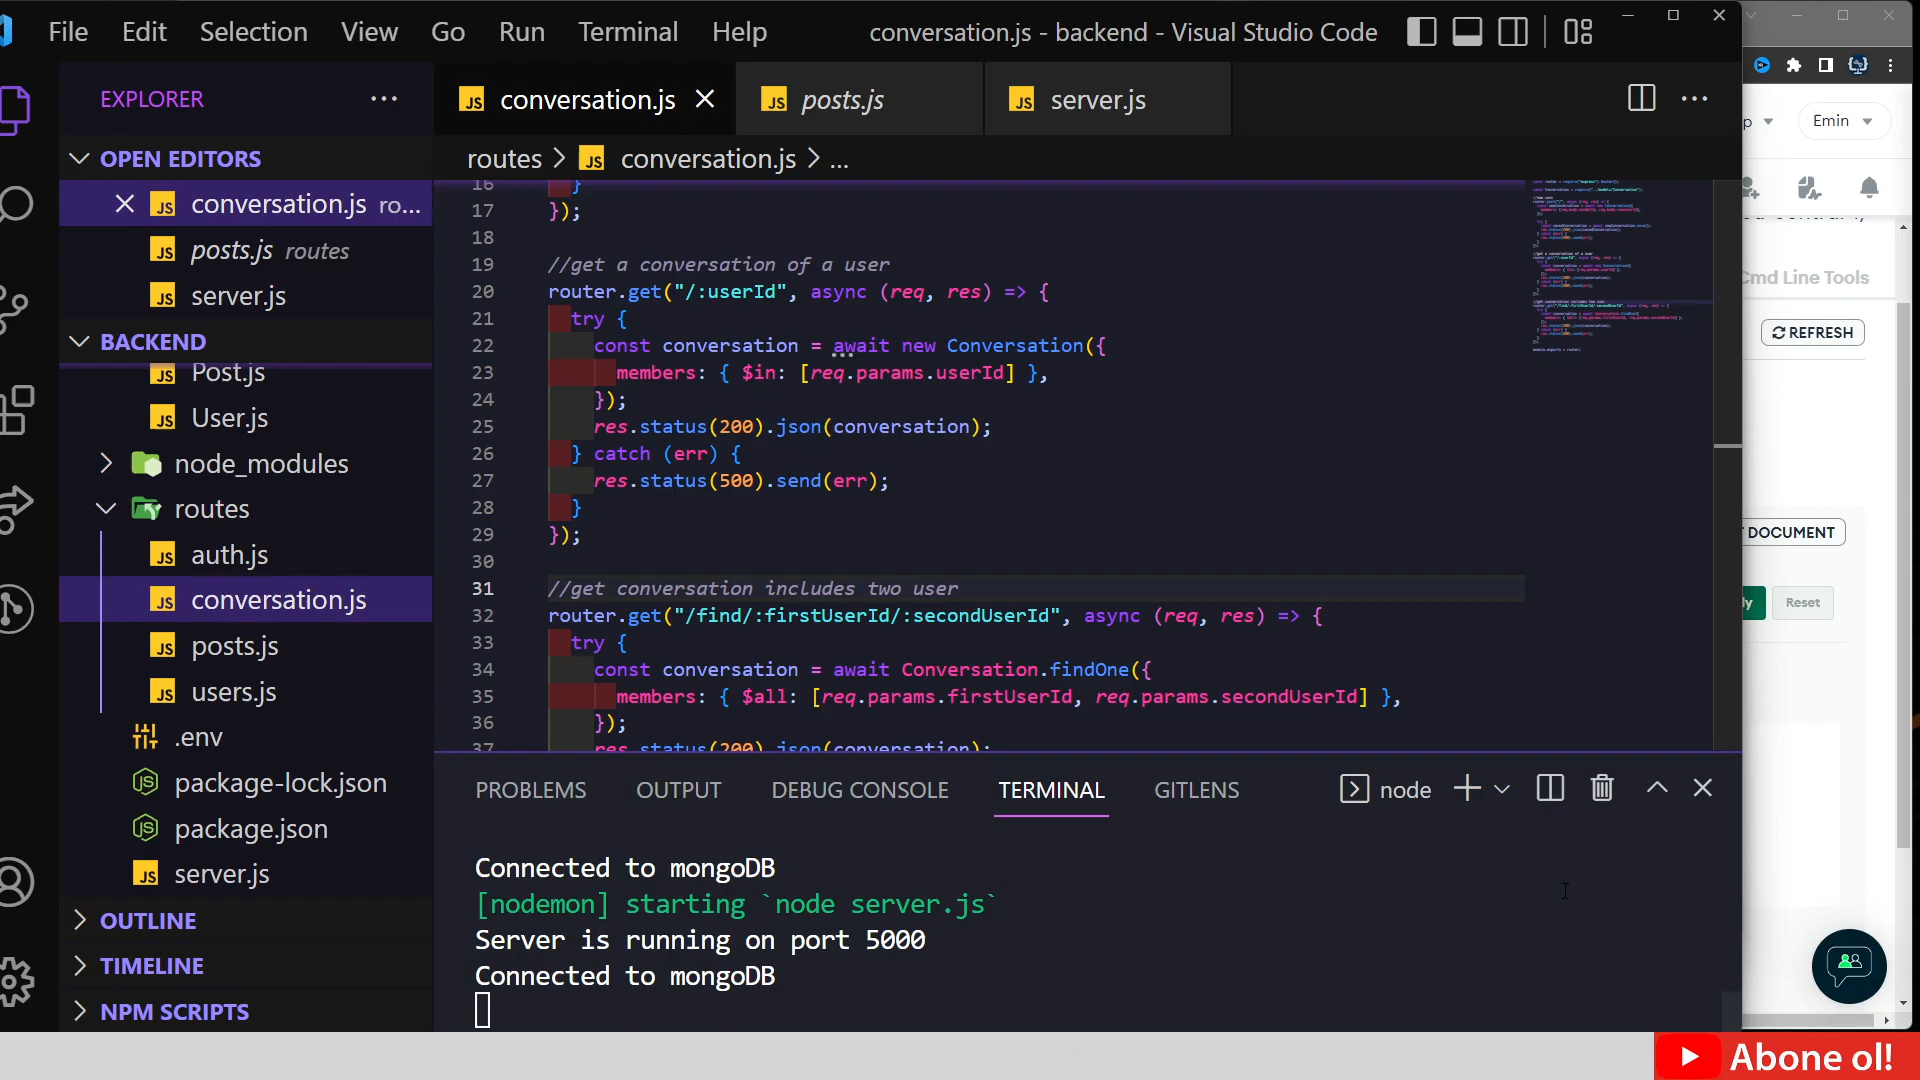 File Edit Selection View Go Run Terminal Help conversation.js - backend - Visual Studio Code
EXPLORER ...
conversation.js posts.js server.js
OPEN EDITORS
conversation.js ro...
posts.js routes
server.js
BACKEND
Post.js
User.js
node_modules
routes
auth.js
conversation.js
posts.js
users.js
.env
package-lock.json
package.json
server.js
OUTLINE
TIMELINE
NPM SCRIPTS
routes > conversation.js > ...
16 }
17 });
18
19 //get a conversation of a user
20 router.get("/:userId", async (req, res) => {
21 try {
22 const conversation = await new Conversation({
23 members: { $in: [req.params.userId] },
24 });
25 res.status(200).json(conversation);
26 } catch (err) {
27 res.status(500).send(err);
28 }
29 });
30
31 //get conversation includes two user
32 router.get("/find/:firstUserId/:secondUserId", async (req, res) => {
33 try {
34 const conversation = await Conversation.findOne({
35 members: { $all: [req.params.firstUserId, req.params.secondUserId] },
36 });
37 res.status(200).json(conversation);
PROBLEMS OUTPUT DEBUG CONSOLE TERMINAL GITLENS node
Connected to mongoDB
[nodemon] starting `node server.js`
Server is running on port 5000
Connected to mongoDB
Emin
Cmd Line Tools
REFRESH
DOCUMENT
Reset
Abone ol!